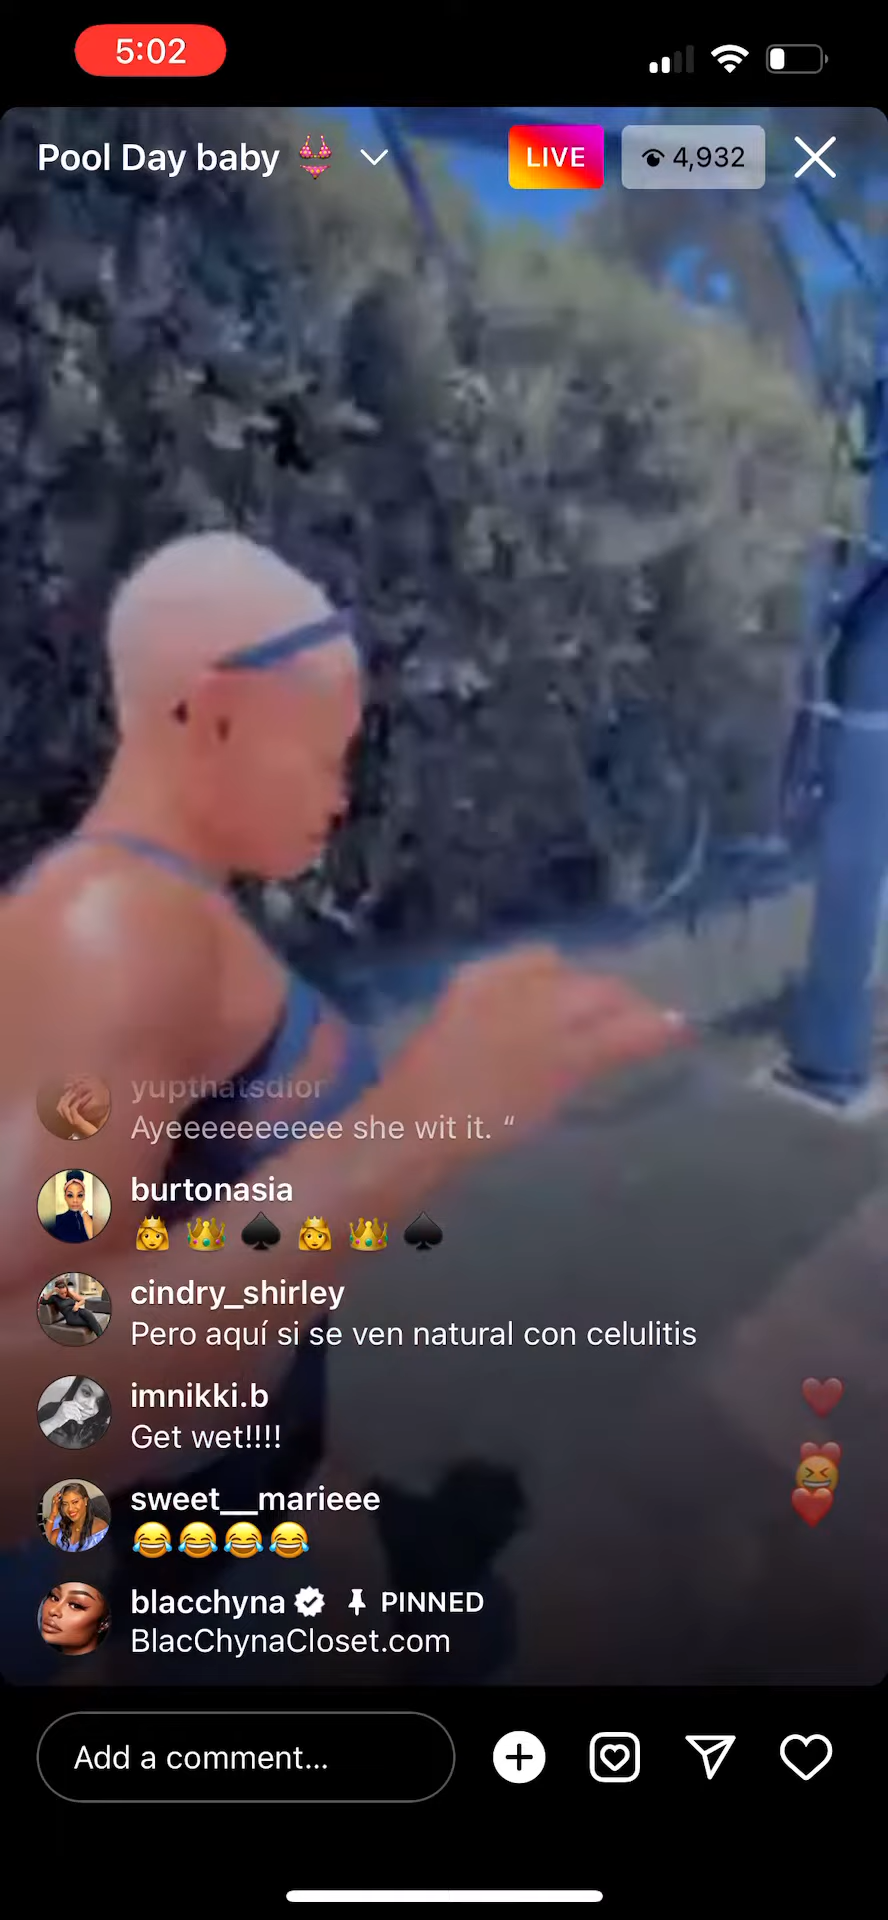 5:02
Pool Day baby 👙
LIVE
4,932
yupthatsdior
Ayeeeeeeeeee she wit it. “
burtonasia
👸 👑 ♠️ 👸 👑 ♠️
cindry_shirley
Pero aquí si se ven natural con celulitis
imnikki.b
Get wet!!!!
sweet__marieee
😂😂😂😂
blacchyna PINNED
BlacChynaCloset.com
Add a comment...